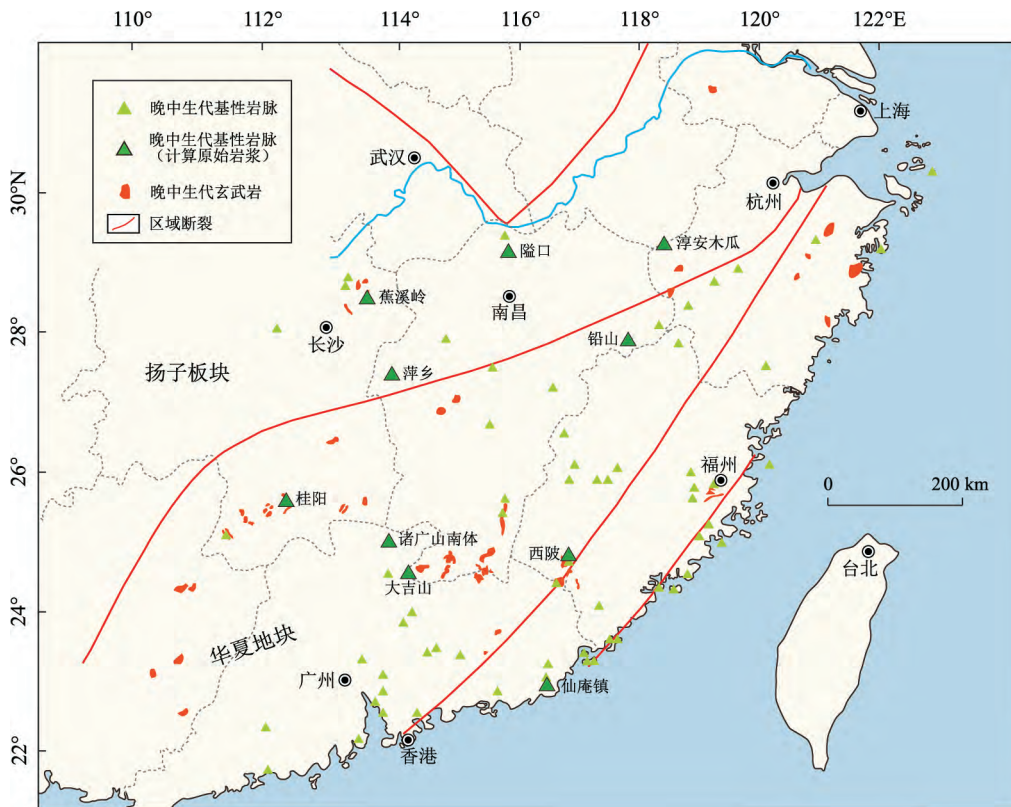 110°
112°
114°
116°
118°
120°
122°E
30°N
28°
26°
24°
22°
晚中生代基性岩脉
晚中生代基性岩脉
（计算原始岩浆）
晚中生代玄武岩
区域断裂
上海
武汉
杭州
隘口
淳安木瓜
蕉溪岭
南昌
长沙
铅山
扬子板块
萍乡
福州
桂阳
0
200 km
诸广山南体
西陂
大吉山
台北
华夏地块
广州
仙庵镇
香港